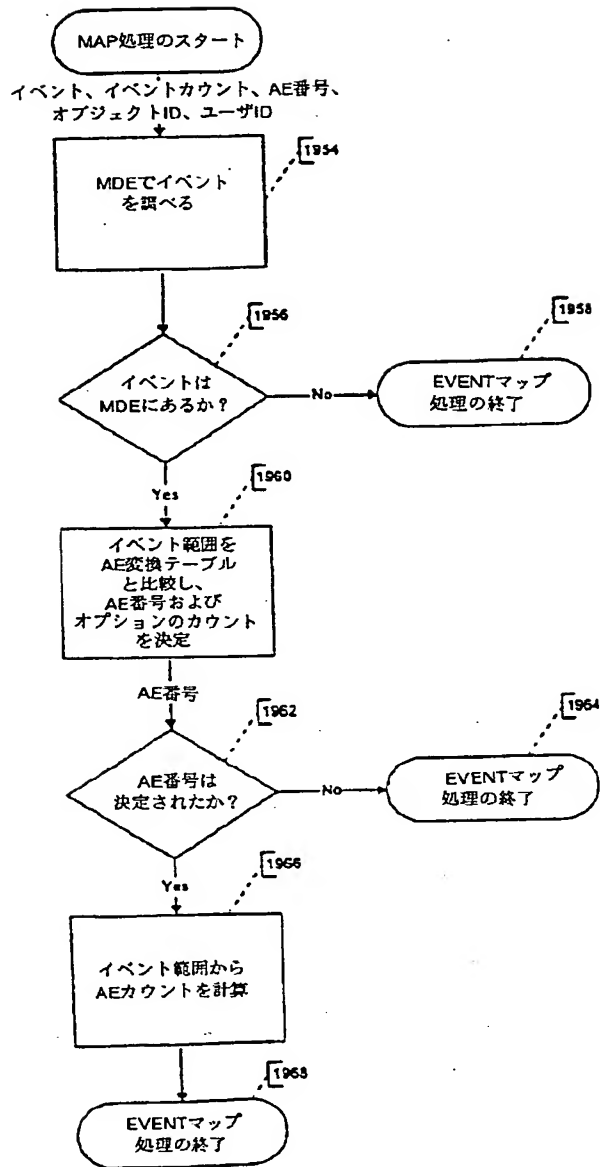 MAP処理のスタート
イベント、イベントカウント、AE番号、
オブジェクトID、ユーザID
1954
MDEでイベント
を調べる
1956
イベントは
MDEにあるか？
No
1958
EVENTマップ
処理の終了
Yes
1960
イベント範囲を
AE変換テーブル
と比較し、
AE番号および
オプションのカウント
を決定
AE番号
1962
AE番号は
決定されたか？
No
1964
EVENTマップ
処理の終了
Yes
1966
イベント範囲から
AEカウントを計算
1968
EVENTマップ
処理の終了